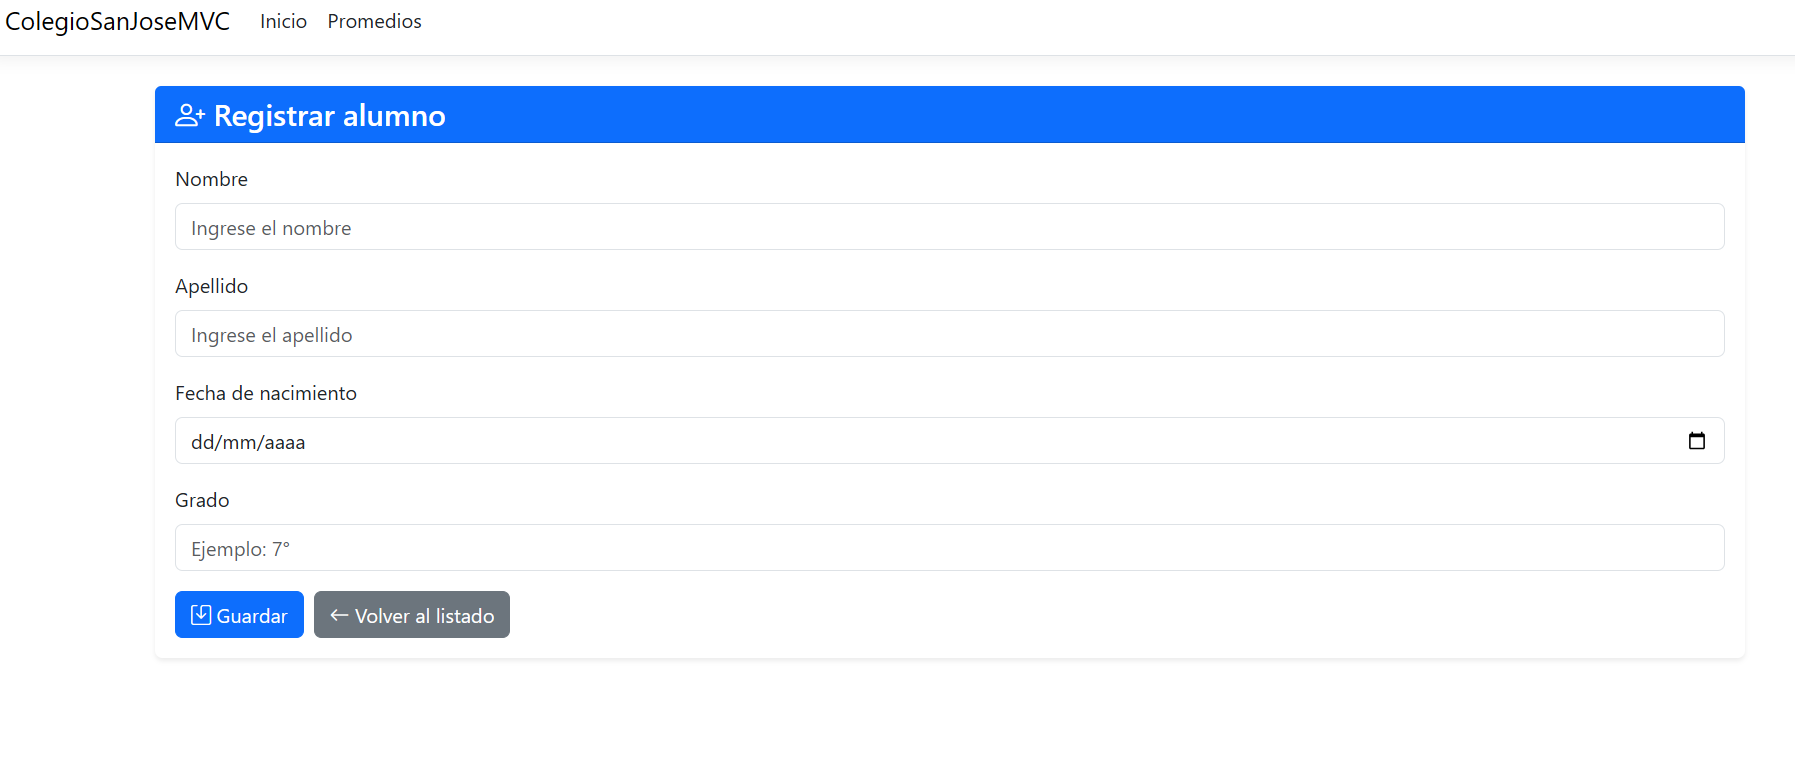 ColegioSanJoseMVC Inicio Promedios
Registrar alumno
Nombre
Ingrese el nombre
Apellido
Ingrese el apellido
Fecha de nacimiento
dd/mm/aaaa
Grado
Ejemplo: 7°
Guardar Volver al listado